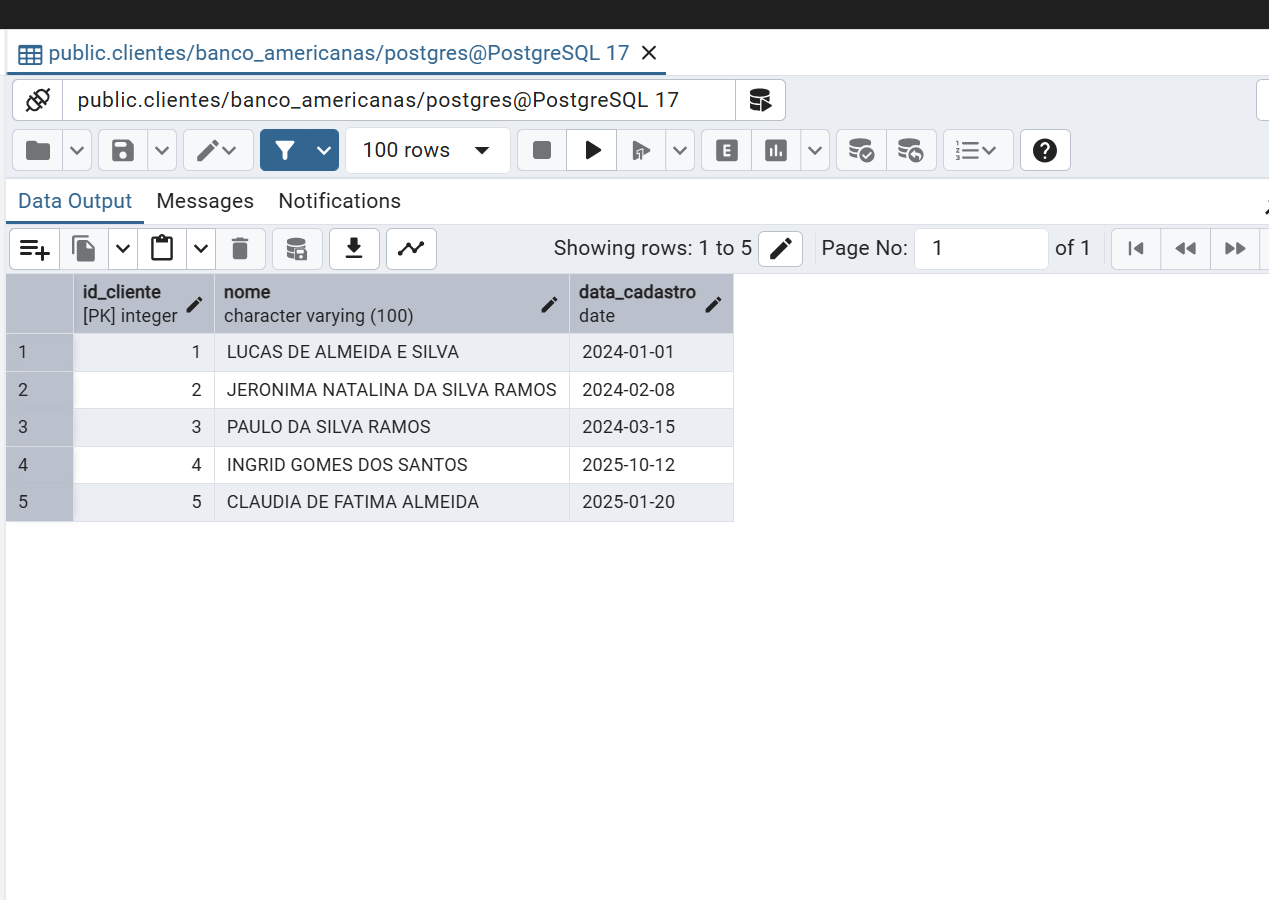 public.clientes/banco_americanas/postgres@PostgreSQL 17
public.clientes/banco_americanas/postgres@PostgreSQL 17
100 rows E
Data Output Messages Notifications
Showing rows: 1 to 5 Page No: 1 of 1
id_cliente nome data_cadastro
[PK] integer character varying (100) date
1 1 LUCAS DE ALMEIDA E SILVA 2024-01-01
2 2 JERONIMA NATALINA DA SILVA RAMOS 2024-02-08
3 3 PAULO DA SILVA RAMOS 2024-03-15
4 4 INGRID GOMES DOS SANTOS 2025-10-12
5 5 CLAUDIA DE FATIMA ALMEIDA 2025-01-20